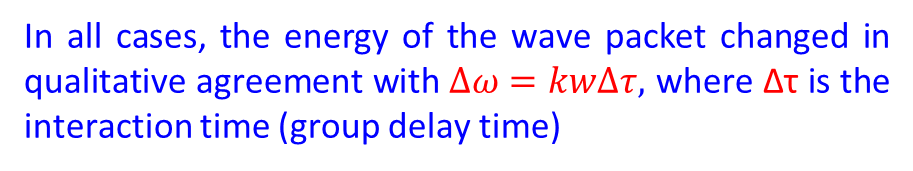 In all cases, the energy of the wave packet changed in
qualitative agreement with Δω = kwΔτ, where Δτ is the
interaction time (group delay time)